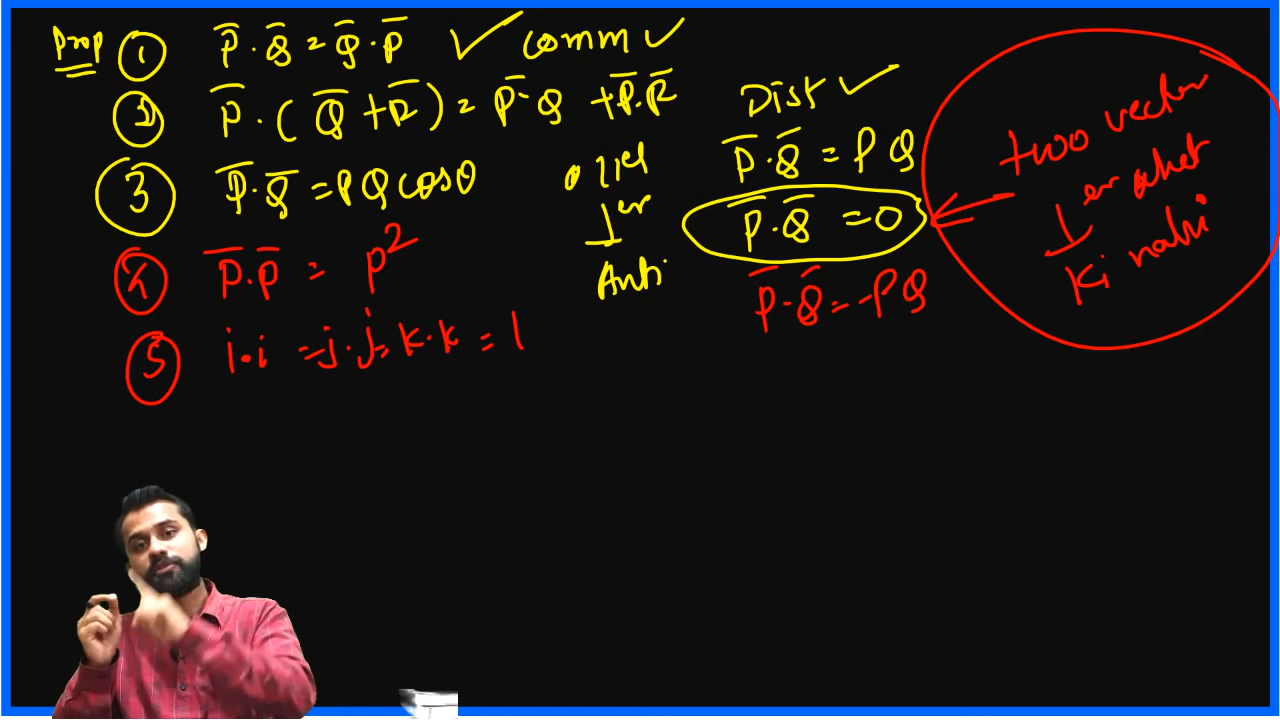 Prop ① P̄ · Q̄ = Q̄ · P̄ ✓ comm ✓
② P̄ · ( Q̄ + R̄ ) = P̄ · Q + P̄ · R̄ Dist ✓
③ P̄ · Q̄ = PQ cosθ
• ||el P̄ · Q̄ = PQ
⊥er P̄ · Q̄ = 0
Anti P̄ · Q̄ = -PQ
④ P̄ · P̄ = P²
⑤ i · i = j · j = k · k = 1
two vector
⊥er ahet
ki nahi